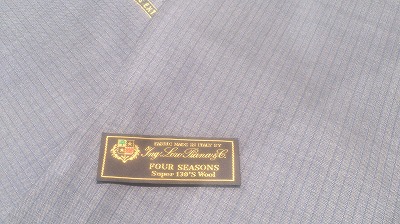 FABRIC MADE IN ITALY BY
Ing. Loro Piana & C.
FOUR SEASONS
Super 130'S Wool